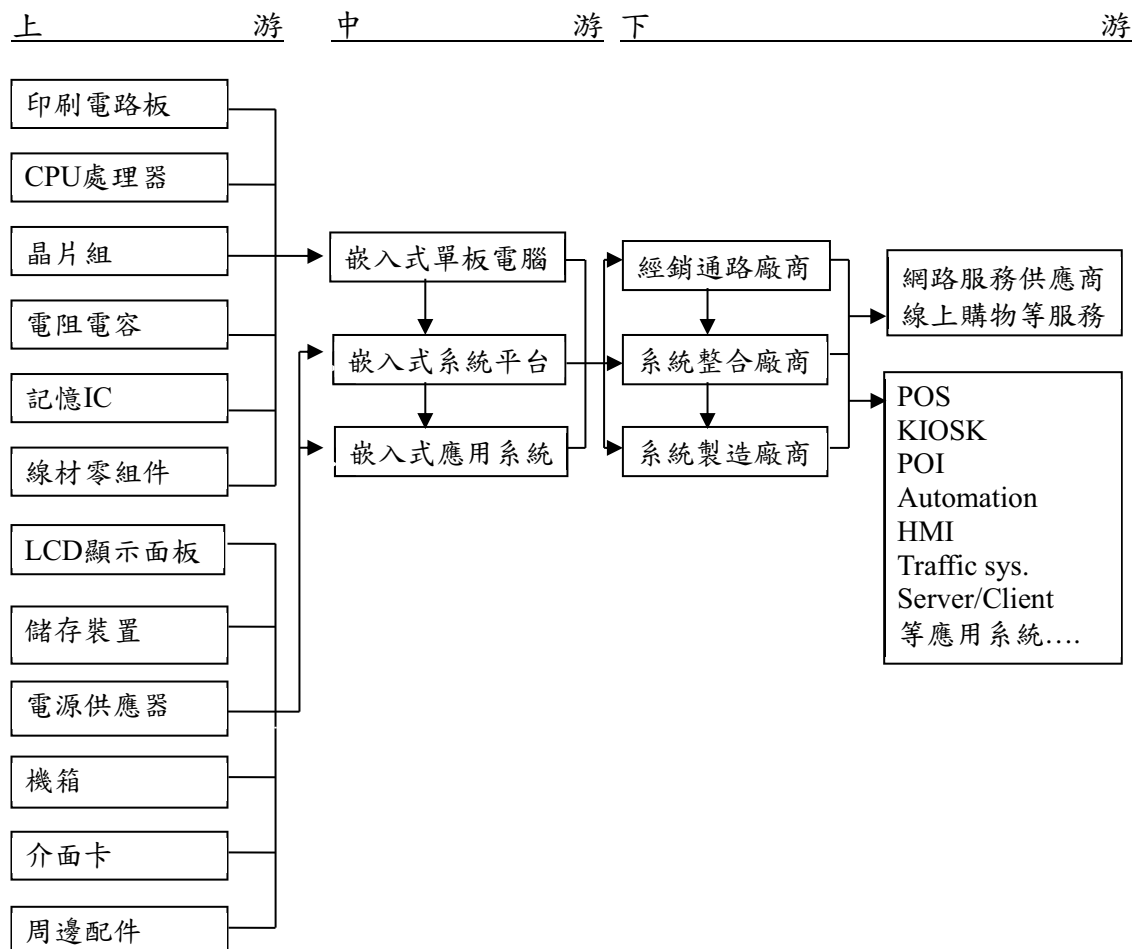 上游 中游 下游
印刷電路板
CPU處理器
晶片組
電阻電容
記憶IC
線材零組件
LCD顯示面板
儲存裝置
電源供應器
機箱
介面卡
周邊配件
嵌入式單板電腦
嵌入式系統平台
嵌入式應用系統
經銷通路廠商
系統整合廠商
系統製造廠商
網路服務供應商
線上購物等服務
POS
KIOSK
POI
Automation
HMI
Traffic sys.
Server/Client
等應用系統….